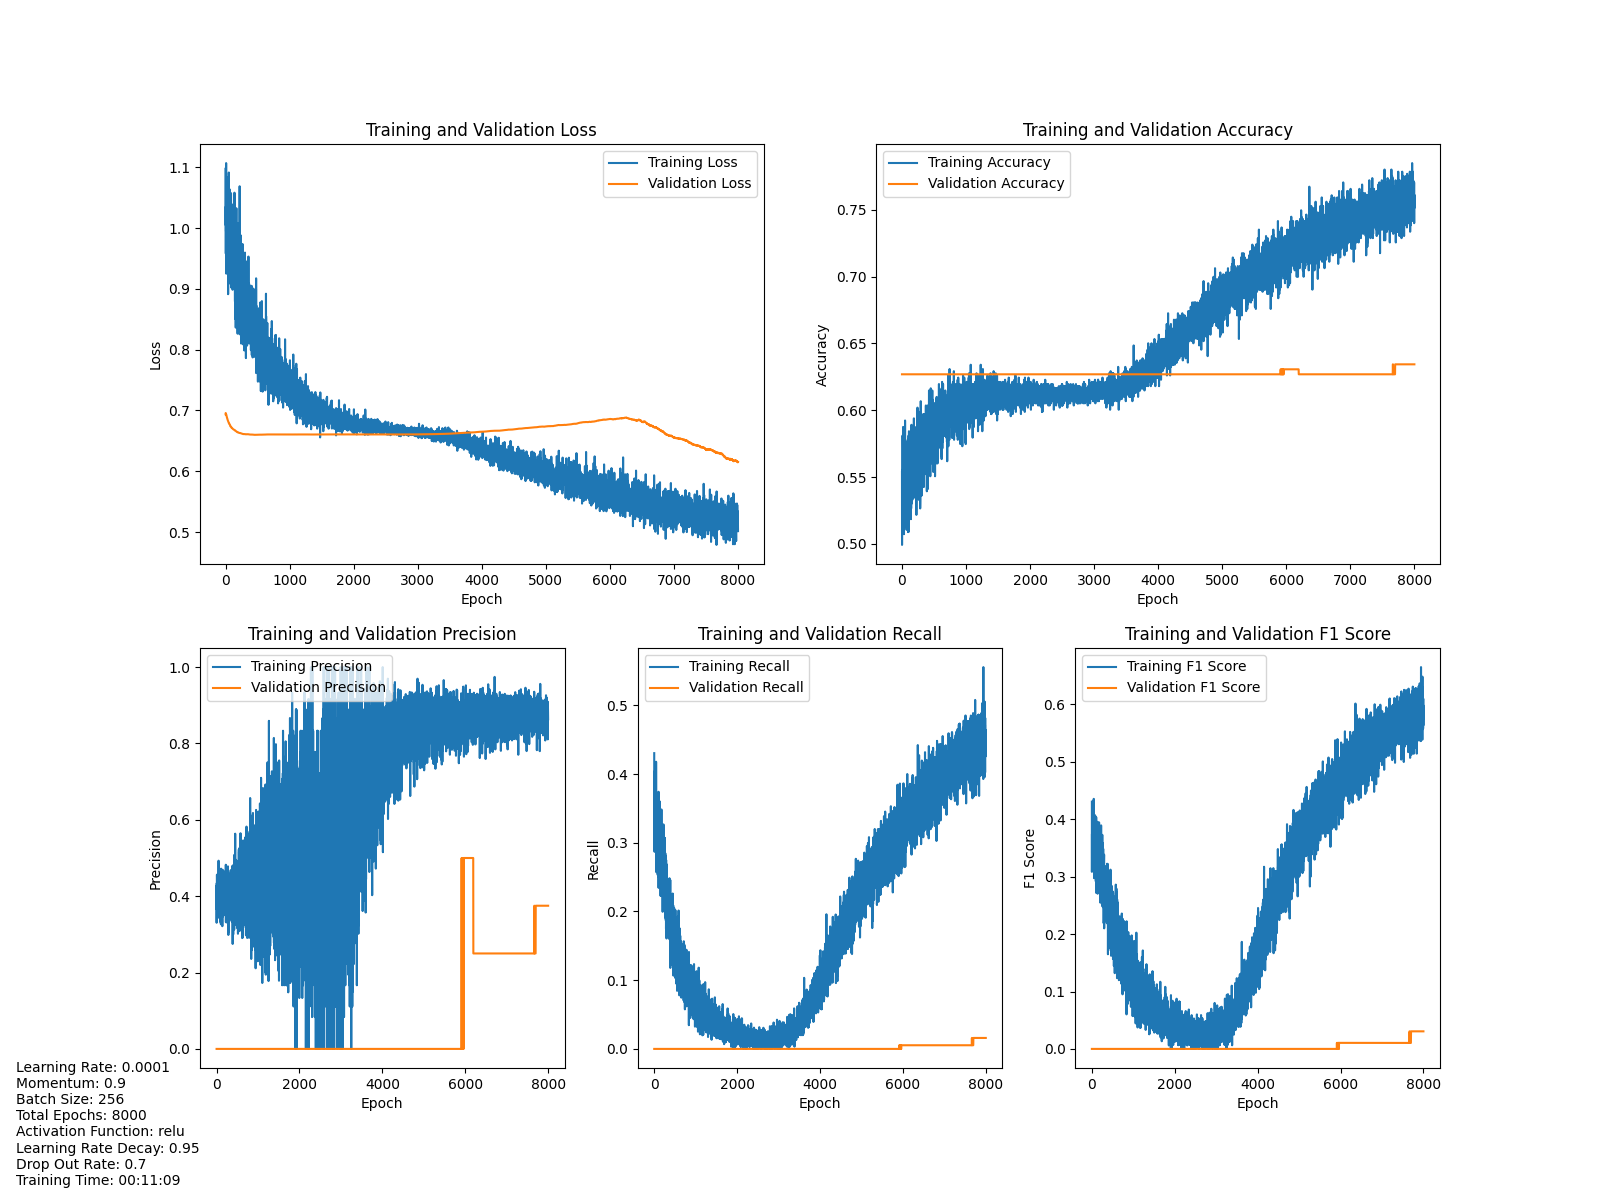 Training and Validation Loss
Training Loss
Validation Loss
1.1
1.0
0.9
0.8
0.7
0.6
0.5
Loss
0 1000 2000 3000 4000 5000 6000 7000 8000
Epoch
Training and Validation Accuracy
Training Accuracy
Validation Accuracy
0.75
0.70
0.65
0.60
0.55
0.50
Accuracy
0 1000 2000 3000 4000 5000 6000 7000 8000
Epoch
Training and Validation Precision
Training Precision
Validation Precision
1.0
0.8
0.6
0.4
0.2
0.0
Precision
0 2000 4000 6000 8000
Epoch
Training and Validation Recall
Training Recall
Validation Recall
0.5
0.4
0.3
0.2
0.1
0.0
Recall
0 2000 4000 6000 8000
Epoch
Training and Validation F1 Score
Training F1 Score
Validation F1 Score
0.6
0.5
0.4
0.3
0.2
0.1
0.0
F1 Score
0 2000 4000 6000 8000
Epoch
Learning Rate: 0.0001
Momentum: 0.9
Batch Size: 256
Total Epochs: 8000
Activation Function: relu
Learning Rate Decay: 0.95
Drop Out Rate: 0.7
Training Time: 00:11:09